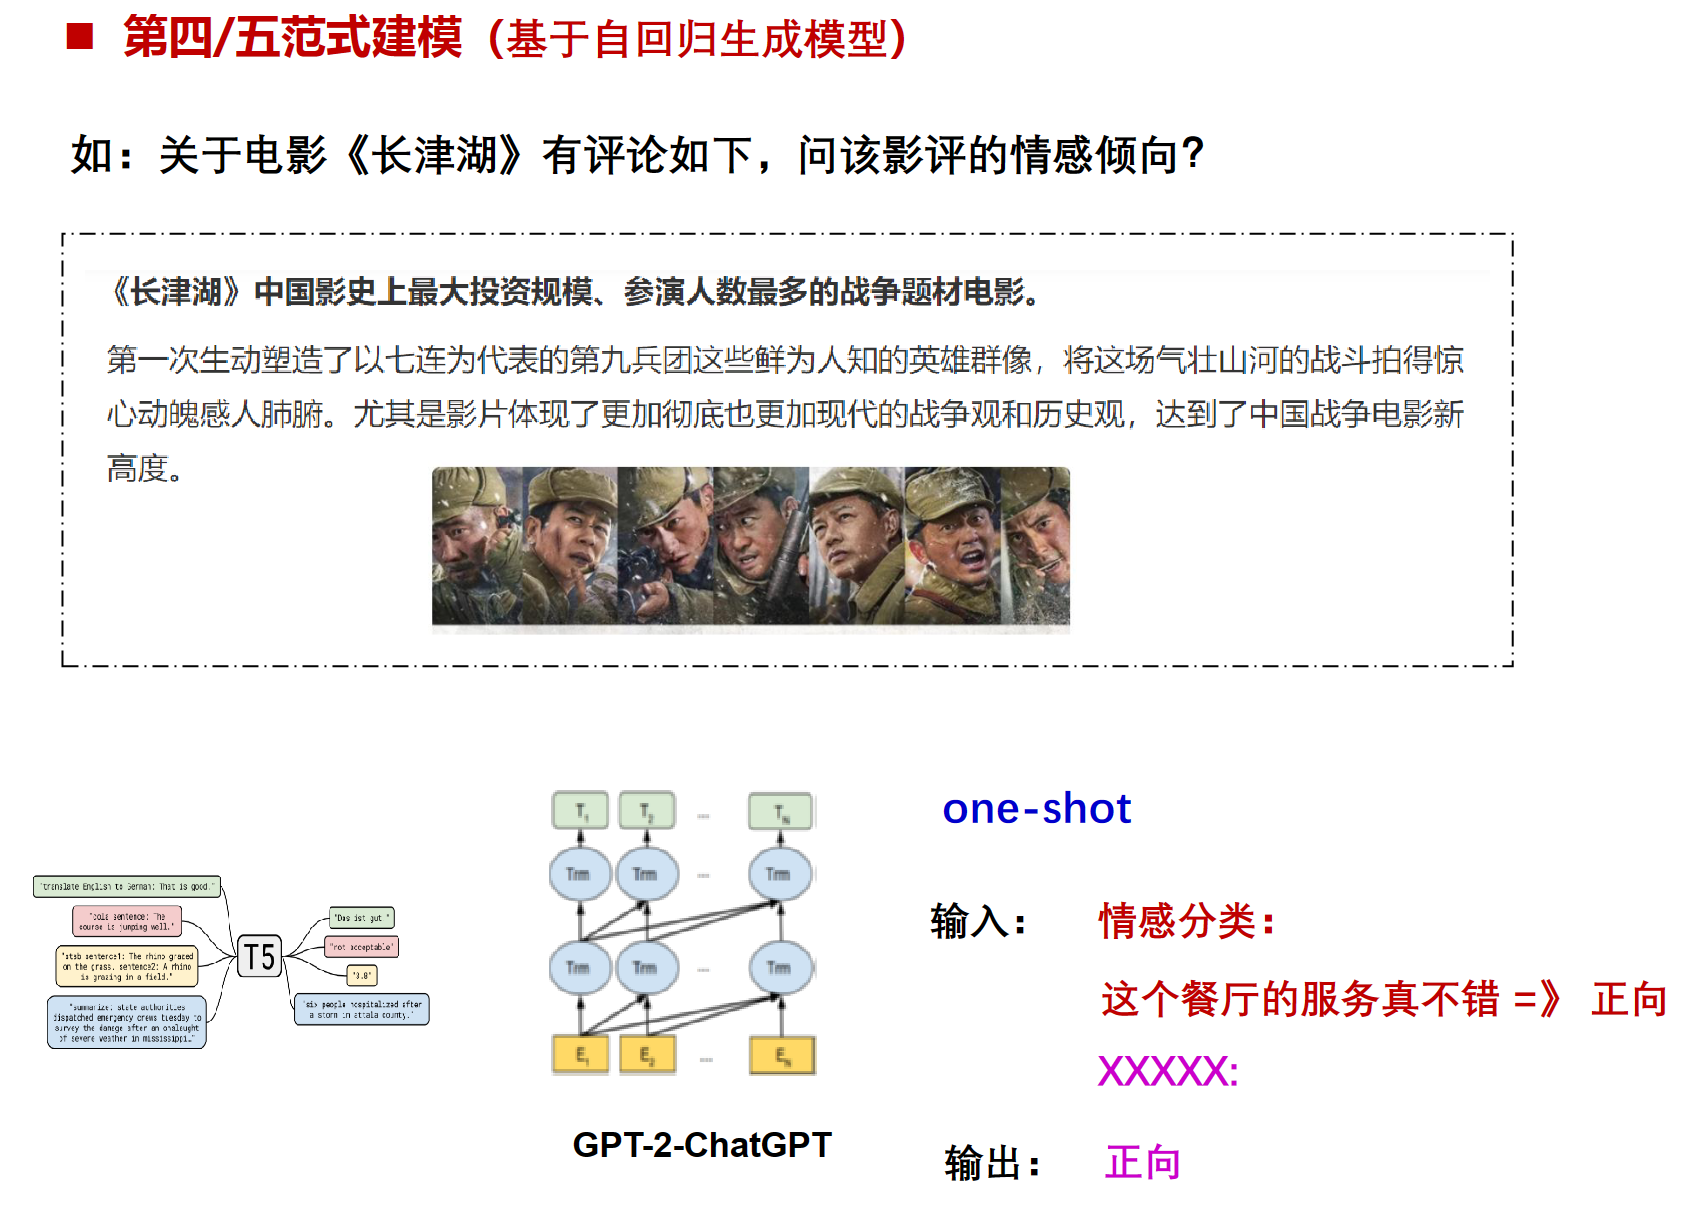 第四/五范式建模（基于自回归生成模型）
如：关于电影《长津湖》有评论如下，问该影评的情感倾向？
《长津湖》中国影史上最大投资规模、参演人数最多的战争题材电影。
第一次生动塑造了以七连为代表的第九兵团这些鲜为人知的英雄群像，将这场气壮山河的战斗拍得惊
心动魄感人肺腑。尤其是影片体现了更加彻底也更加现代的战争观和历史观，达到了中国战争电影新
高度。
"translate English to German: That is good."
"cola sentence: The
course is jumping well."
"stsb sentence1: The rhino grazed
on the grass. sentence2: A rhino
is grazing in a field."
"summarize: state authorities
dispatched emergency crews tuesday to
survey the damage after an onslaught
of severe weather in mississippi…"
T5
"Das ist gut."
"not acceptable"
"3.8"
"six people hospitalized after
a storm in attala county."
T1 T2 ... TN
Trm Trm ... Trm
Trm Trm ... Trm
E1 E2 ... EN
GPT-2-ChatGPT
one-shot
输入： 情感分类：
这个餐厅的服务真不错 =》 正向
XXXXX:
输出： 正向